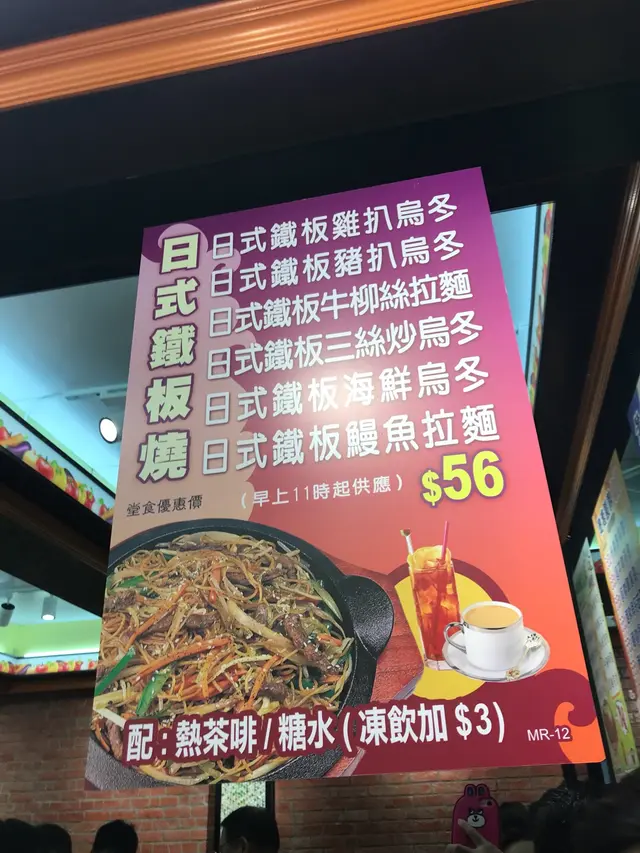 日式鐵板燒
日式鐵板雞扒烏冬
日式鐵板豬扒烏冬
日式鐵板牛柳絲拉麵
日式鐵板三絲炒烏冬
日式鐵板海鮮烏冬
日式鐵板鰻魚拉麵
堂食優惠價
(早上11時起供應)
$56
配:熱茶啡/糖水(凍飲加$3)
MR-12